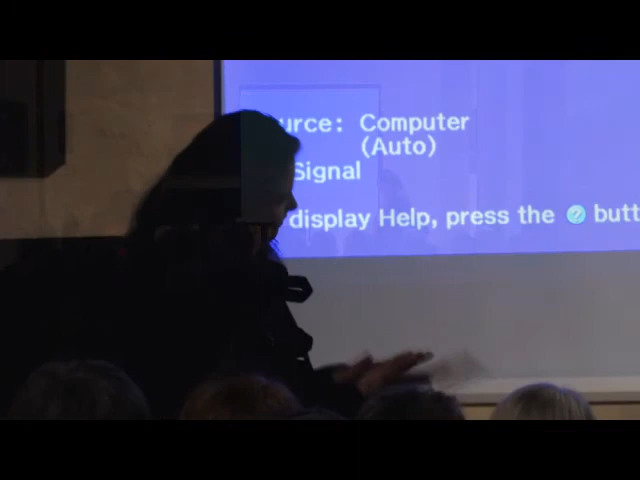 urce: Computer
(Auto)
Signal
display Help, press the ? butt